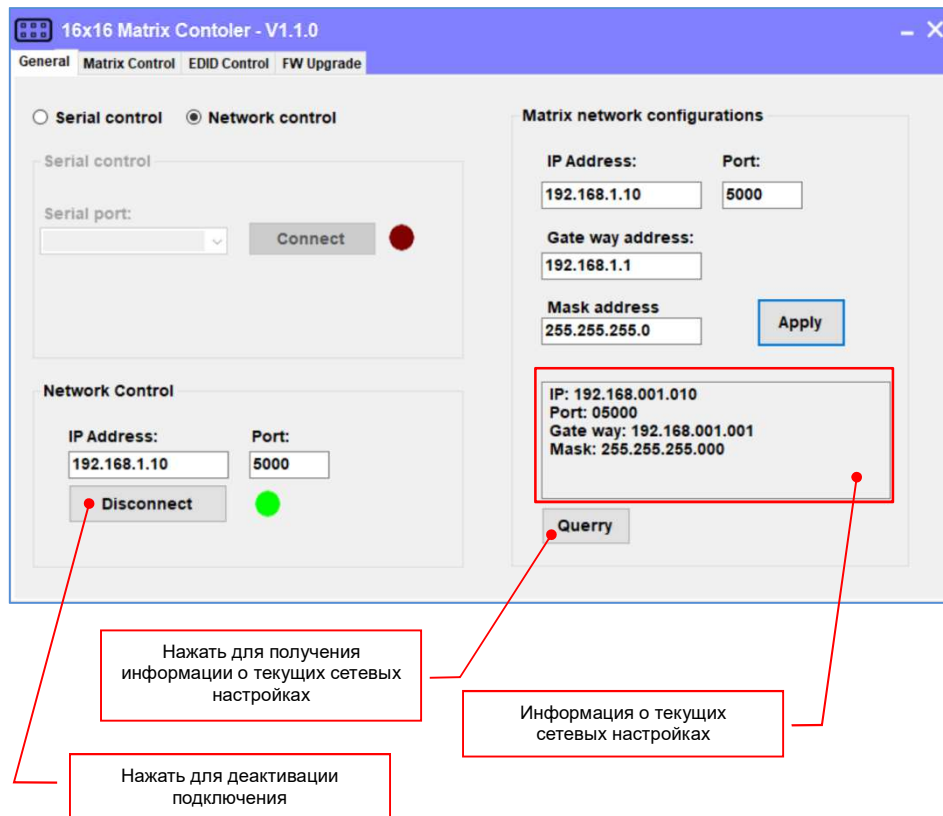 16x16 Matrix Contoler - V1.1.0
General Matrix Control EDID Control FW Upgrade
Serial control Network control
Serial control
Serial port:
Connect
Network Control
IP Address: Port:
192.168.1.10 5000
Disconnect
Matrix network configurations
IP Address: Port:
192.168.1.10 5000
Gate way address:
192.168.1.1
Mask address
255.255.255.0
Apply
IP: 192.168.001.010
Port: 05000
Gate way: 192.168.001.001
Mask: 255.255.255.000
Querry
Нажать для получения
информации о текущих сетевых
настройках
Информация о текущих
сетевых настройках
Нажать для деактивации
подключения